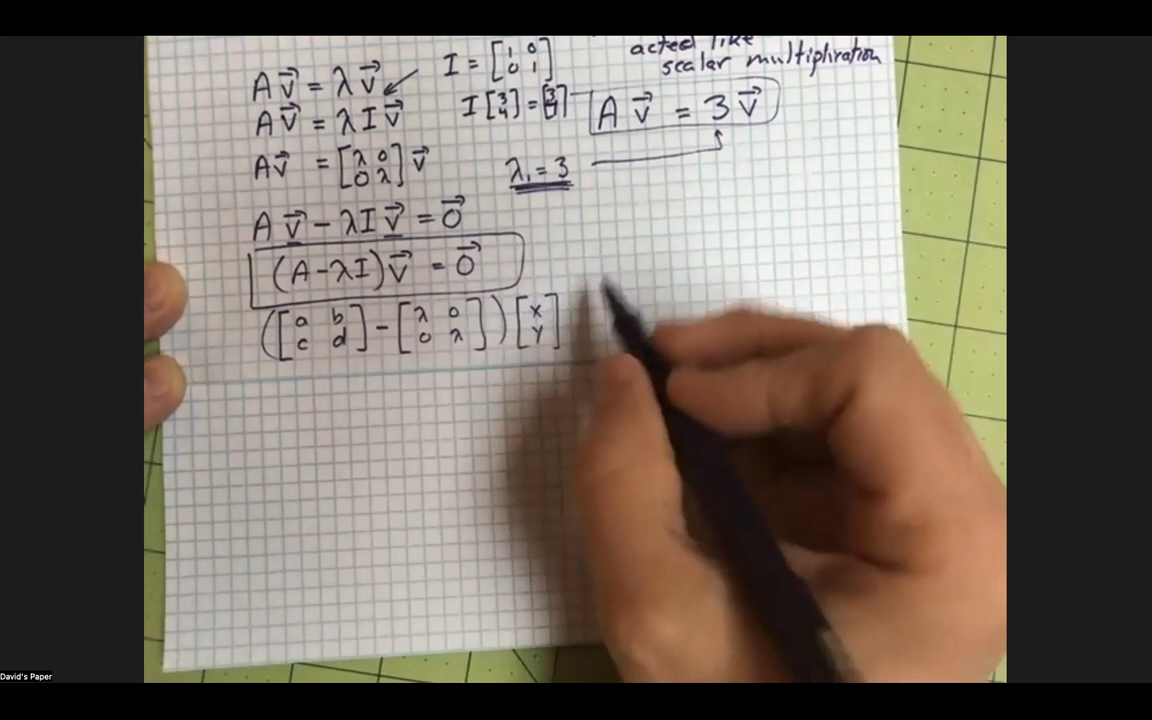 acted like
scalar multipliration
A v⃗ = λ v⃗
I = [1 0; 0 1]
A v⃗ = λ I v⃗
I [3; 4] = [3; 4]
A v⃗ = 3 v⃗
A v⃗ = [λ 0; 0 λ] v⃗
λ₁ = 3
A v⃗ − λ I v⃗ = 0⃗
(A − λI) v⃗ = 0⃗
([a b; c d] − [λ 0; 0 λ]) [x; y]
David's Paper